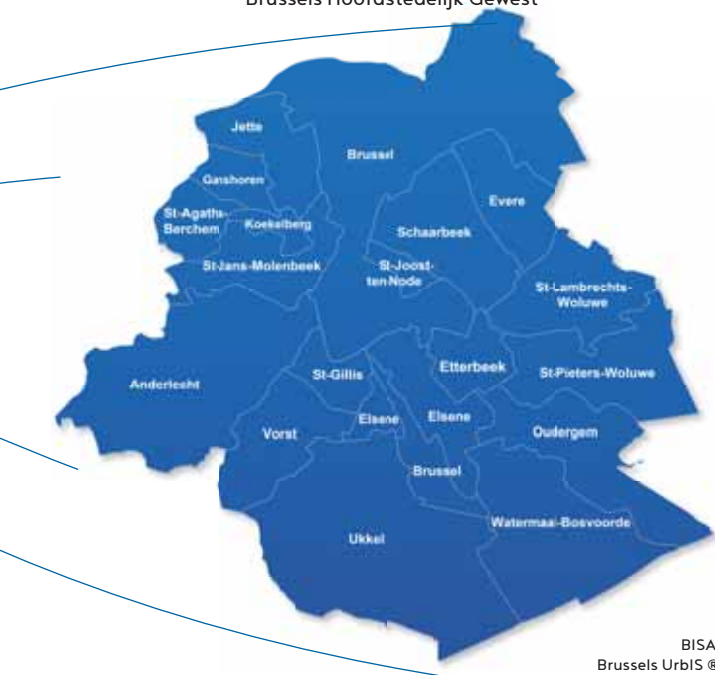 Brussels Hoofdstedelijk Gewest
Jette
Brussel
Ganshoren
Evere
St-Agatha-
Berchem
Koekelberg
Schaarbeek
St-Jans-Molenbeek
St-Joost-
ten-Node
St-Lambrechts-
Woluwe
Anderlecht
St-Gillis
Etterbeek
St-Pieters-Woluwe
Elsene
Elsene
Vorst
Oudergem
Brussel
Watermaal-Bosvoorde
Ukkel
BISA
Brussels UrbIS ®